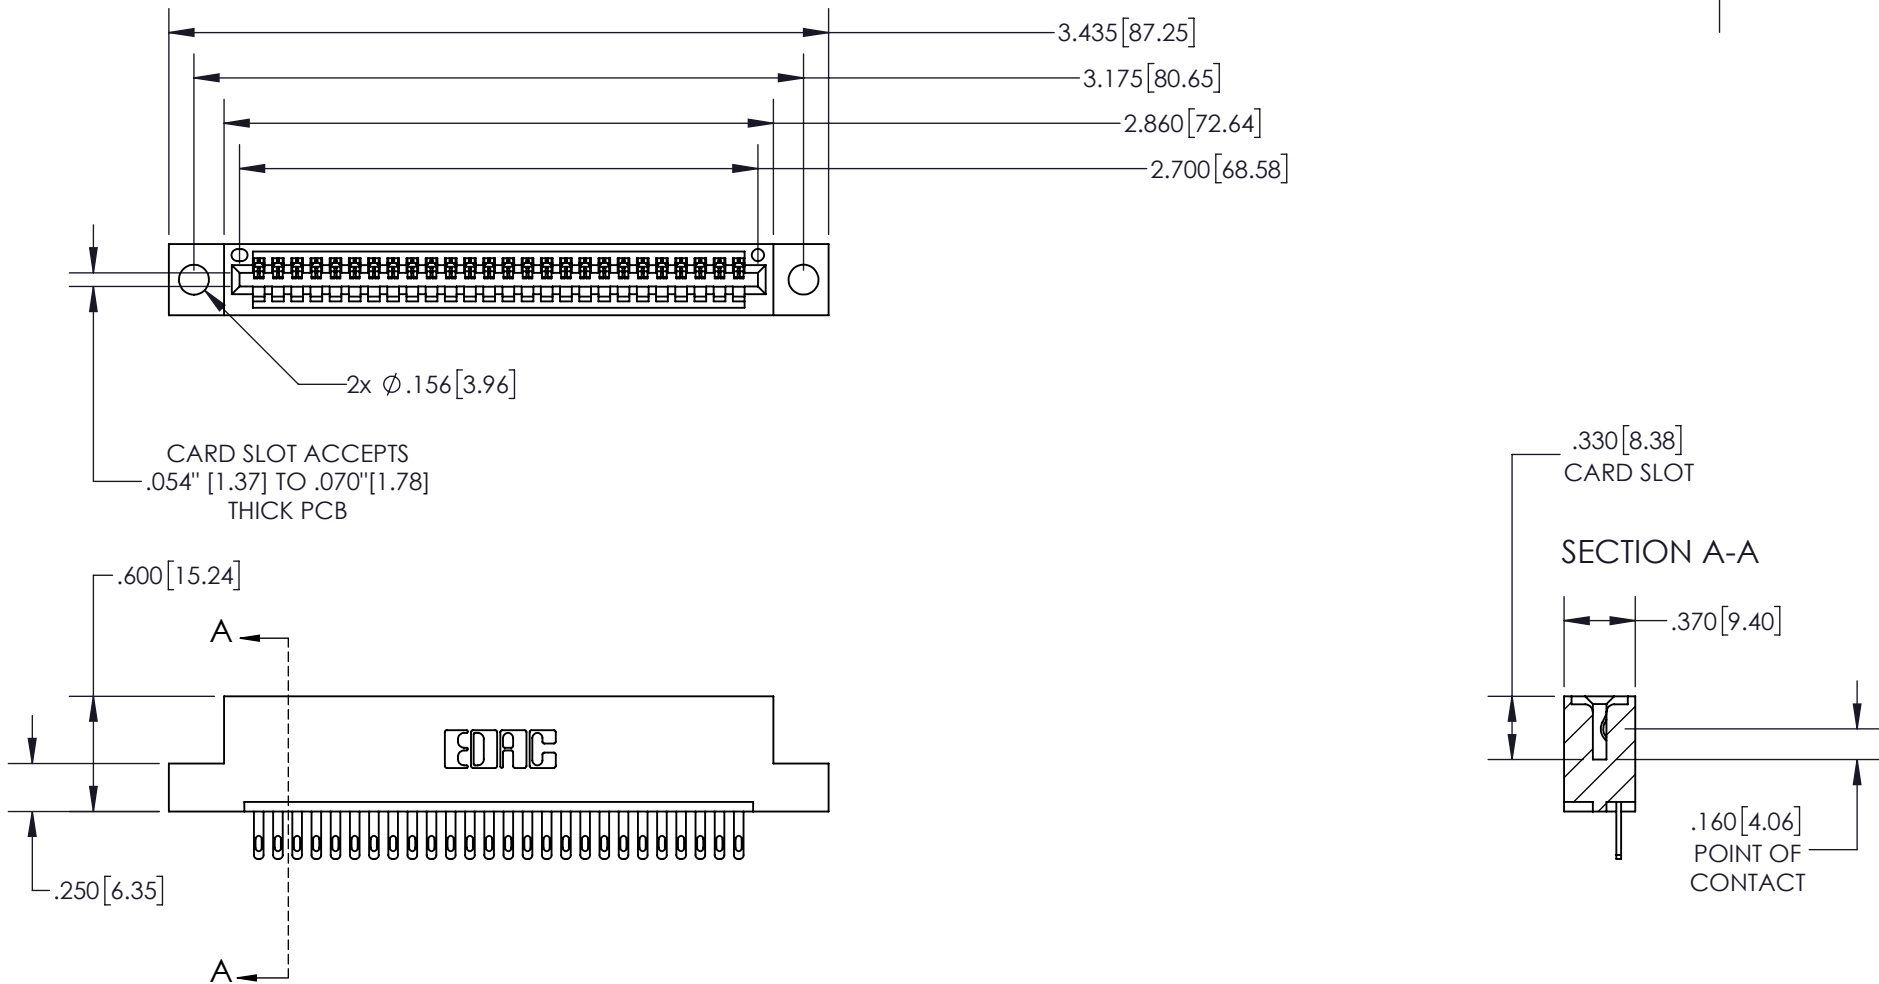 3.435[87.25]
3.175[80.65]
2.860[72.64]
2.700[68.58]
2x ∅.156[3.96]
CARD SLOT ACCEPTS
.054" [1.37] TO .070"[1.78]
THICK PCB
.330[8.38]
CARD SLOT
SECTION A-A
.600[15.24]
.370[9.40]
A
EDAC
.160[4.06]
POINT OF
CONTACT
.250[6.35]
A